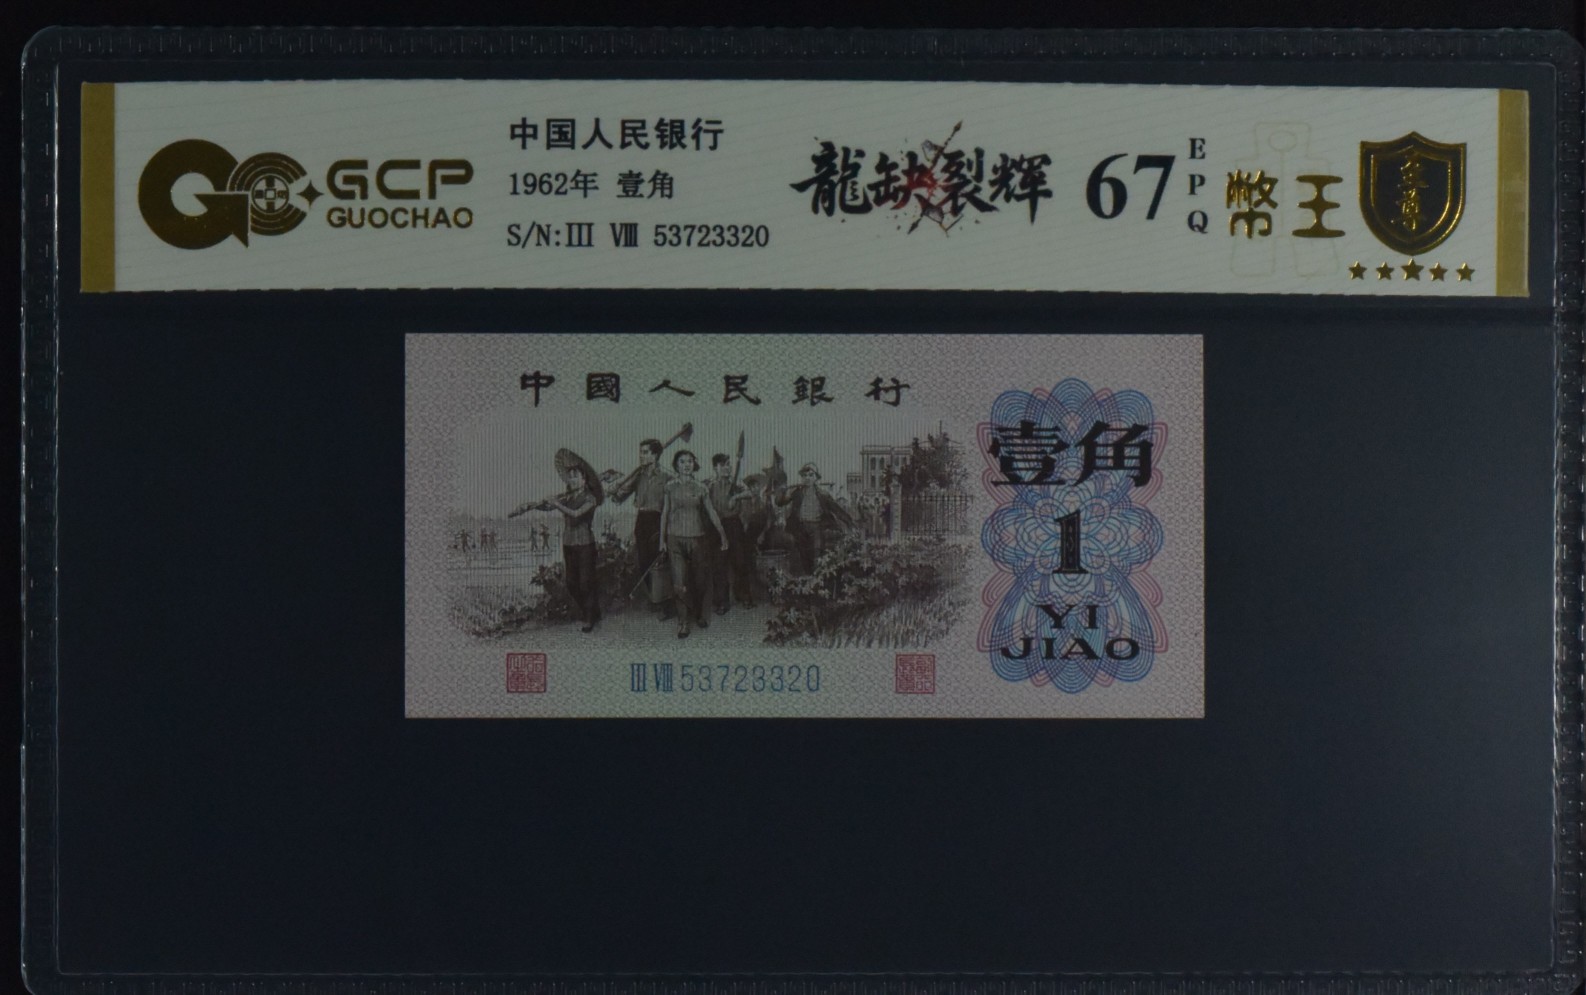 GCP
GUOCHAO
中国人民银行
1962年 壹角
S/N:III VIII 53723320
龍缺裂辉
67
EPQ
幣王
至尊
中國人民銀行
壹角
1
YI
JIAO
III VIII 53723320